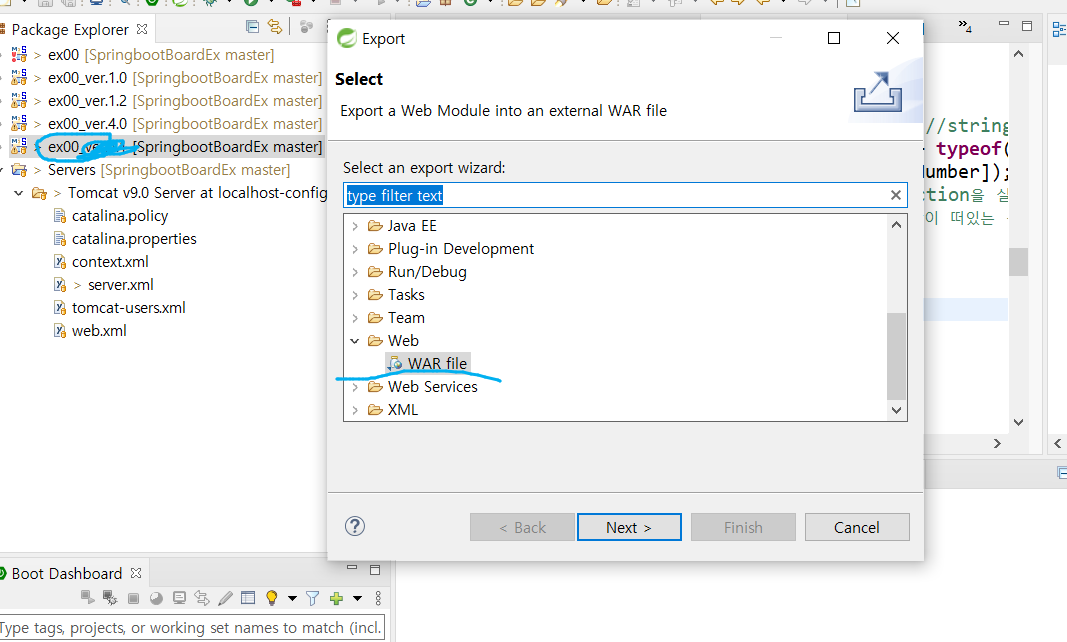 Package Explorer
> ex00 [SpringbootBoardEx master]
> ex00_ver.1.0 [SpringbootBoardEx master]
> ex00_ver.1.2 [SpringbootBoardEx master]
> ex00_ver.4.0 [SpringbootBoardEx master]
> [SpringbootBoardEx master]
> Servers [SpringbootBoardEx master]
> Tomcat v9.0 Server at localhost-config
catalina.policy
catalina.properties
context.xml
> server.xml
tomcat-users.xml
web.xml
Boot Dashboard
Type tags, projects, or working set names to match (incl.
Export
Select
Export a Web Module into an external WAR file
Select an export wizard:
type filter text
Java EE
Plug-in Development
Run/Debug
Tasks
Team
Web
WAR file
Web Services
XML
< Back
Next >
Finish
Cancel
»4
//string
typeof(
umber]);
ction을 실
이 떠있는